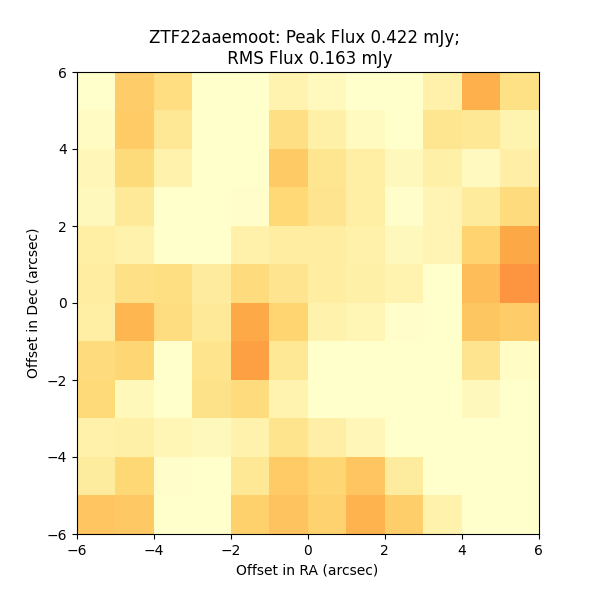 ZTF22aaemoot: Peak Flux 0.422 mJy;
RMS Flux 0.163 mJy
6
4
2
0
−2
−4
−6
Offset in Dec (arcsec)
−6 −4 −2 0 2 4 6
Offset in RA (arcsec)